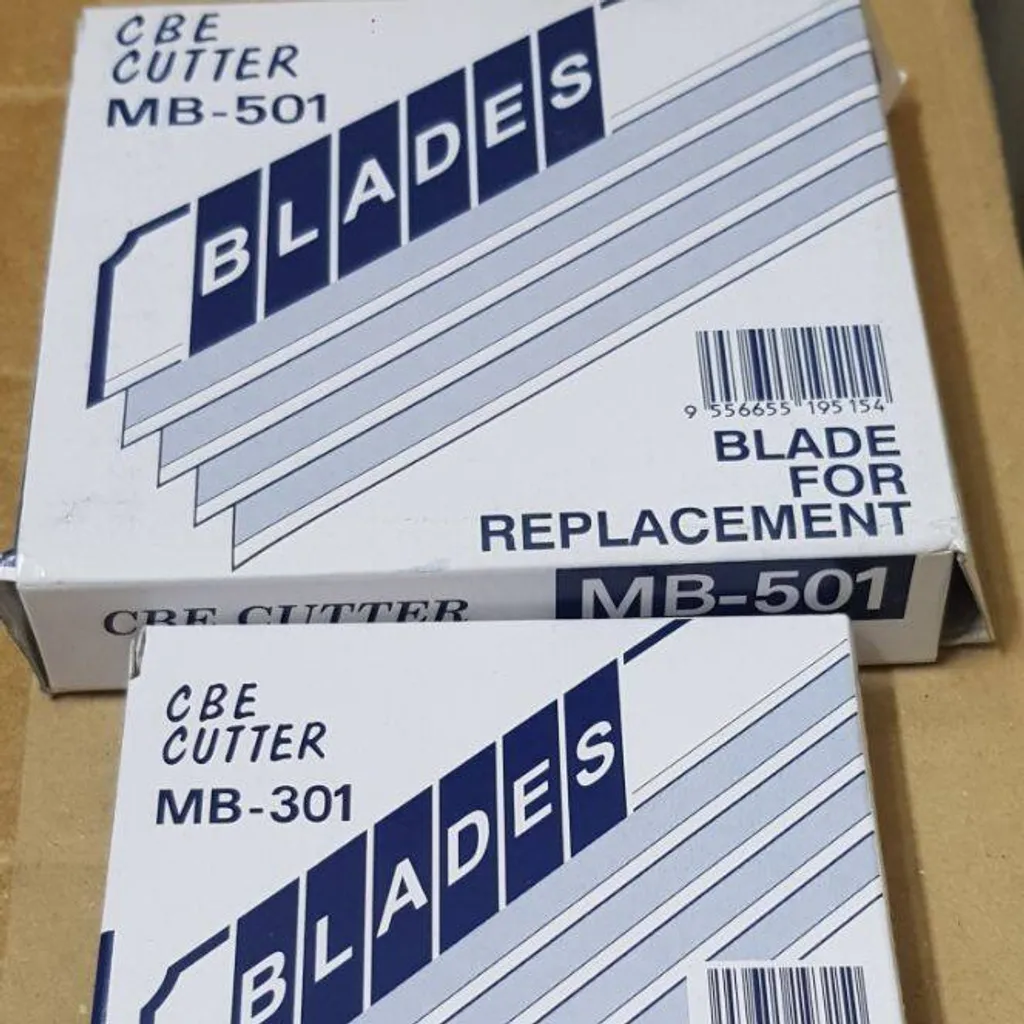 CBE
CUTTER
MB-501
BLADES
9 556655 195154
BLADE
FOR
REPLACEMENT
CBE CUTTER
MB-501
CBE
CUTTER
MB-301
BLADES